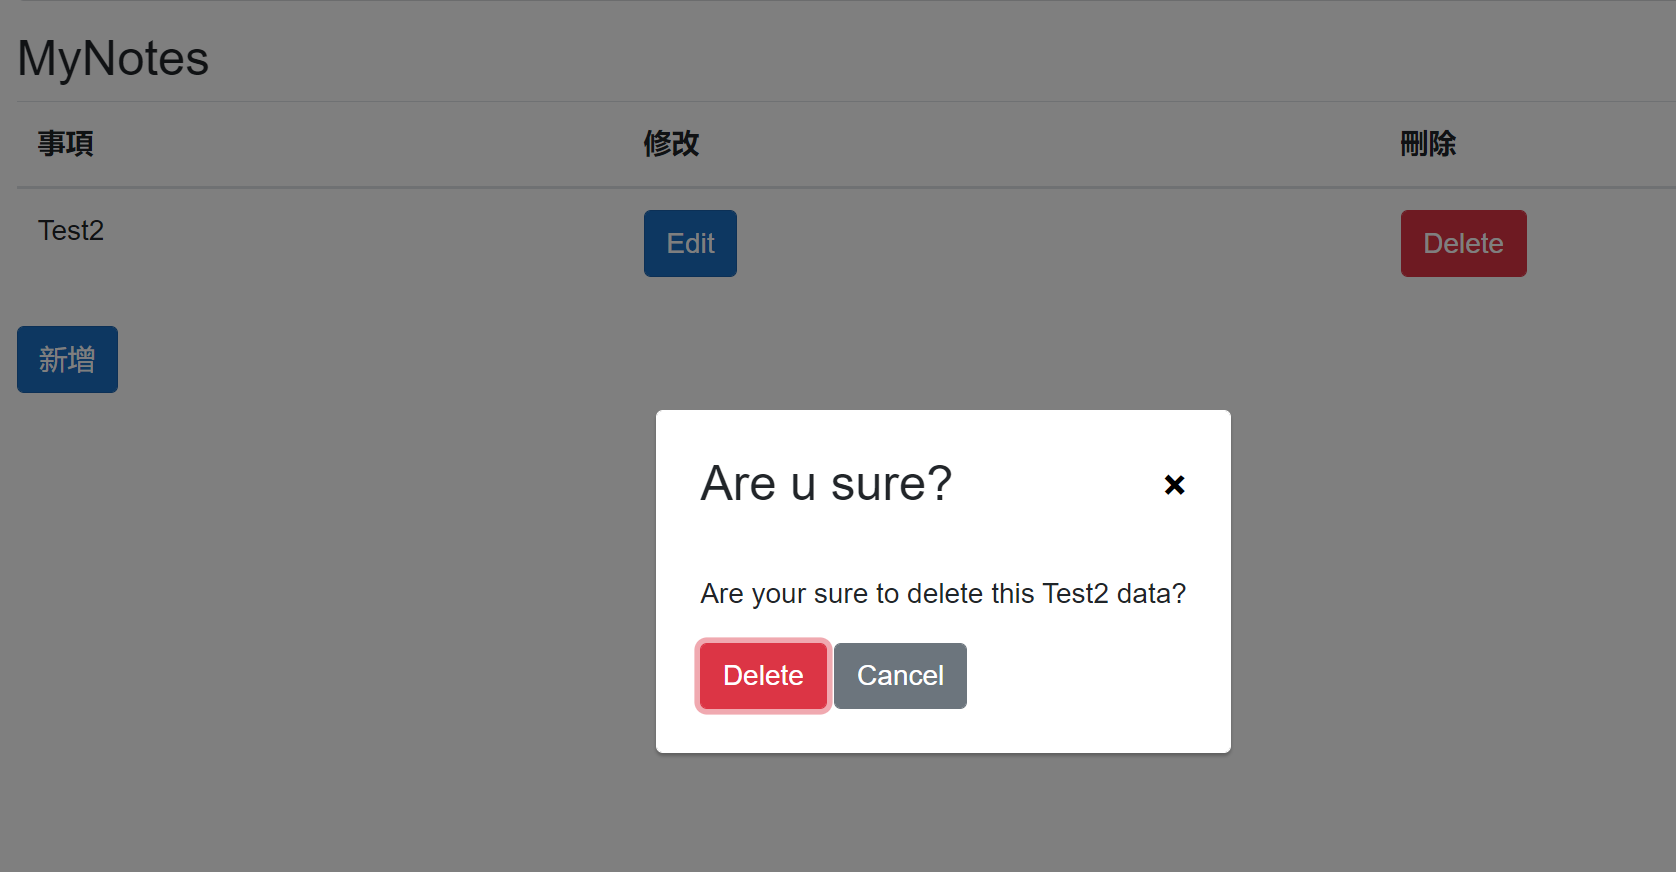 MyNotes
事項 修改 刪除
Test2 Edit Delete
新增
Are u sure? ×
Are your sure to delete this Test2 data?
Delete Cancel